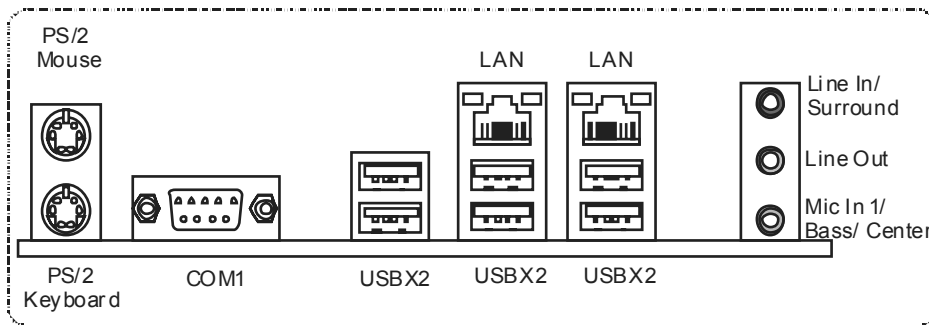 PS/2
Mouse
LAN
LAN
Line In/
Surround
Line Out
Mic In 1/
Bass/ Center
PS/2
Keyboard
COM1
USBX2
USBX2
USBX2